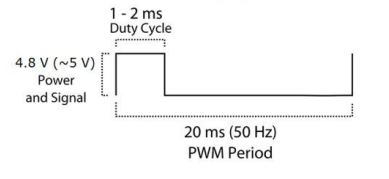 1 - 2 ms
Duty Cycle
4.8 V (~5 V)
Power
and Signal
20 ms (50 Hz)
PWM Period